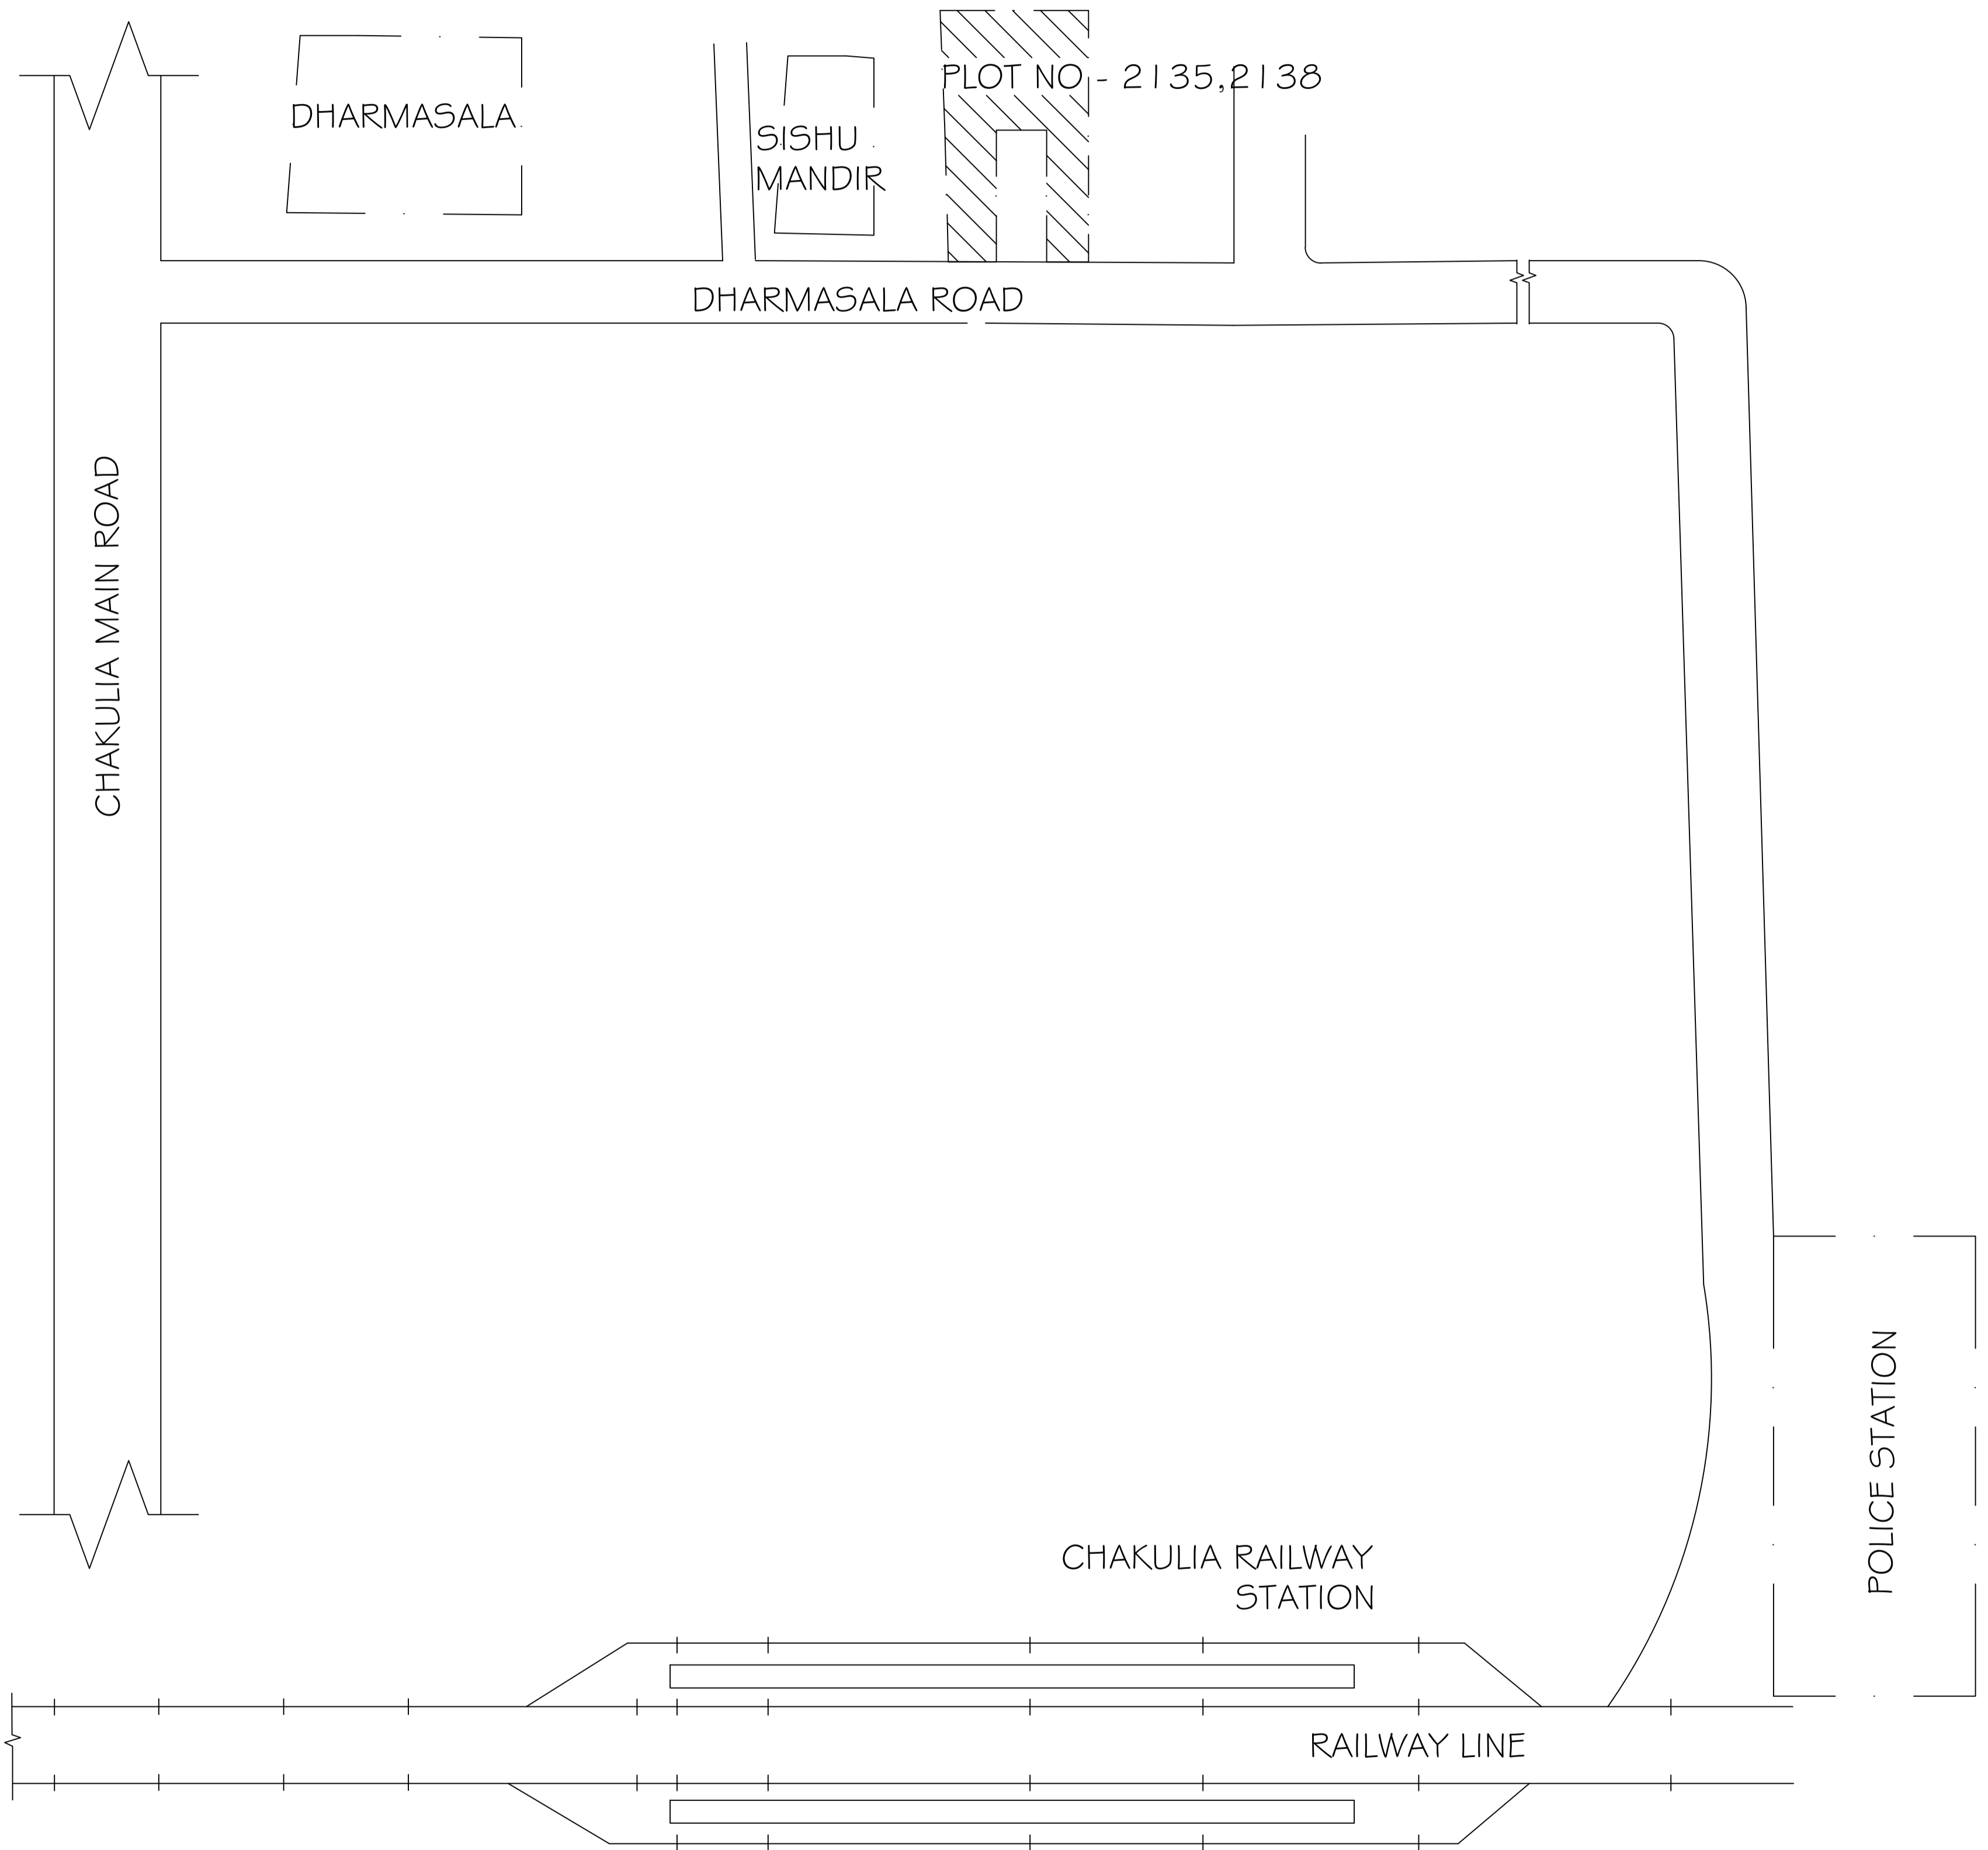 PLOT NO - 2135,2138
DHARMASALA
SISHU
MANDIR
DHARMASALA ROAD
CHAKULIA MAIN ROAD
POLICE STATION
CHAKULIA RAILWAY
STATION
RAILWAY LINE